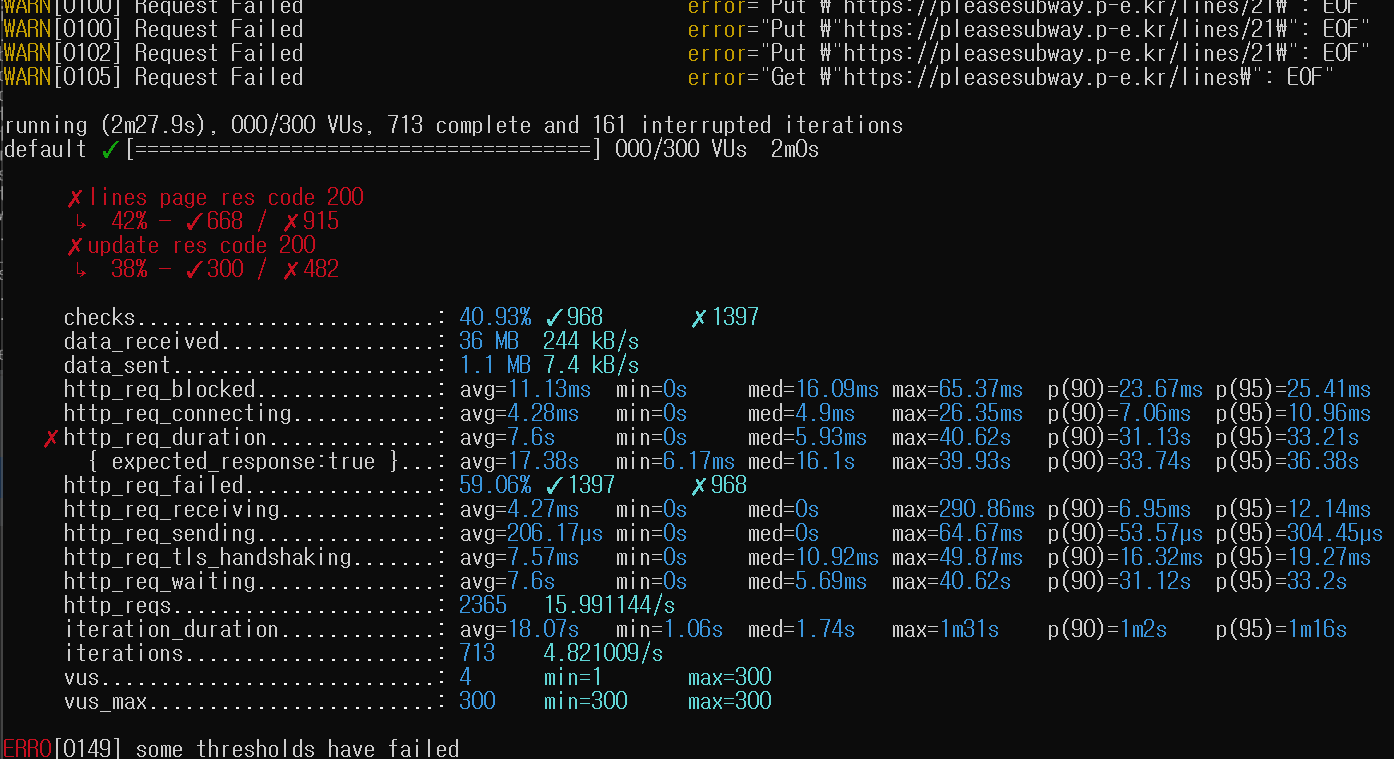 WARN[0100] Request Failed error="Put ₩"https://pleasesubway.p-e.kr/lines/21₩": EOF"
WARN[0100] Request Failed error="Put ₩"https://pleasesubway.p-e.kr/lines/21₩": EOF"
WARN[0102] Request Failed error="Put ₩"https://pleasesubway.p-e.kr/lines/21₩": EOF"
WARN[0105] Request Failed error="Get ₩"https://pleasesubway.p-e.kr/lines₩": EOF"
running (2m27.9s), 000/300 VUs, 713 complete and 161 interrupted iterations
default ✓ [======================================] 000/300 VUs 2m0s
✗ lines page res code 200
↳ 42% - ✓ 668 / ✗ 915
✗ update res code 200
↳ 38% - ✓ 300 / ✗ 482
checks.........................: 40.93% ✓ 968 ✗ 1397
data_received..................: 36 MB 244 kB/s
data_sent......................: 1.1 MB 7.4 kB/s
http_req_blocked...............: avg=11.13ms min=0s med=16.09ms max=65.37ms p(90)=23.67ms p(95)=25.41ms
http_req_connecting............: avg=4.28ms min=0s med=4.9ms max=26.35ms p(90)=7.06ms p(95)=10.96ms
✗ http_req_duration..............: avg=7.6s min=0s med=5.93ms max=40.62s p(90)=31.13s p(95)=33.21s
{ expected_response:true }...: avg=17.38s min=6.17ms med=16.1s max=39.93s p(90)=33.74s p(95)=36.38s
http_req_failed................: 59.06% ✓ 1397 ✗ 968
http_req_receiving.............: avg=4.27ms min=0s med=0s max=290.86ms p(90)=6.95ms p(95)=12.14ms
http_req_sending...............: avg=206.17µs min=0s med=0s max=64.67ms p(90)=53.57µs p(95)=304.45µs
http_req_tls_handshaking.......: avg=7.57ms min=0s med=10.92ms max=49.87ms p(90)=16.32ms p(95)=19.27ms
http_req_waiting...............: avg=7.6s min=0s med=5.69ms max=40.62s p(90)=31.12s p(95)=33.2s
http_reqs......................: 2365 15.991144/s
iteration_duration.............: avg=18.07s min=1.06s med=1.74s max=1m31s p(90)=1m2s p(95)=1m16s
iterations.....................: 713 4.821009/s
vus............................: 4 min=1 max=300
vus_max........................: 300 min=300 max=300
ERRO[0149] some thresholds have failed